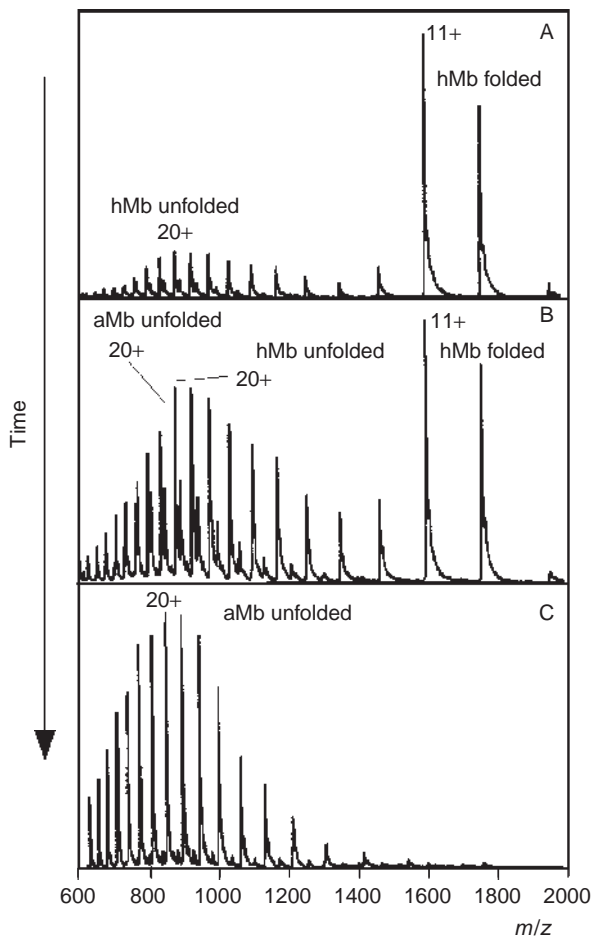 A
11+
hMb folded
hMb unfolded
20+
B
aMb unfolded
11+
20+
hMb unfolded
hMb folded
20+
Time
C
20+
aMb unfolded
600 800 1000 1200 1400 1600 1800 2000
m/z